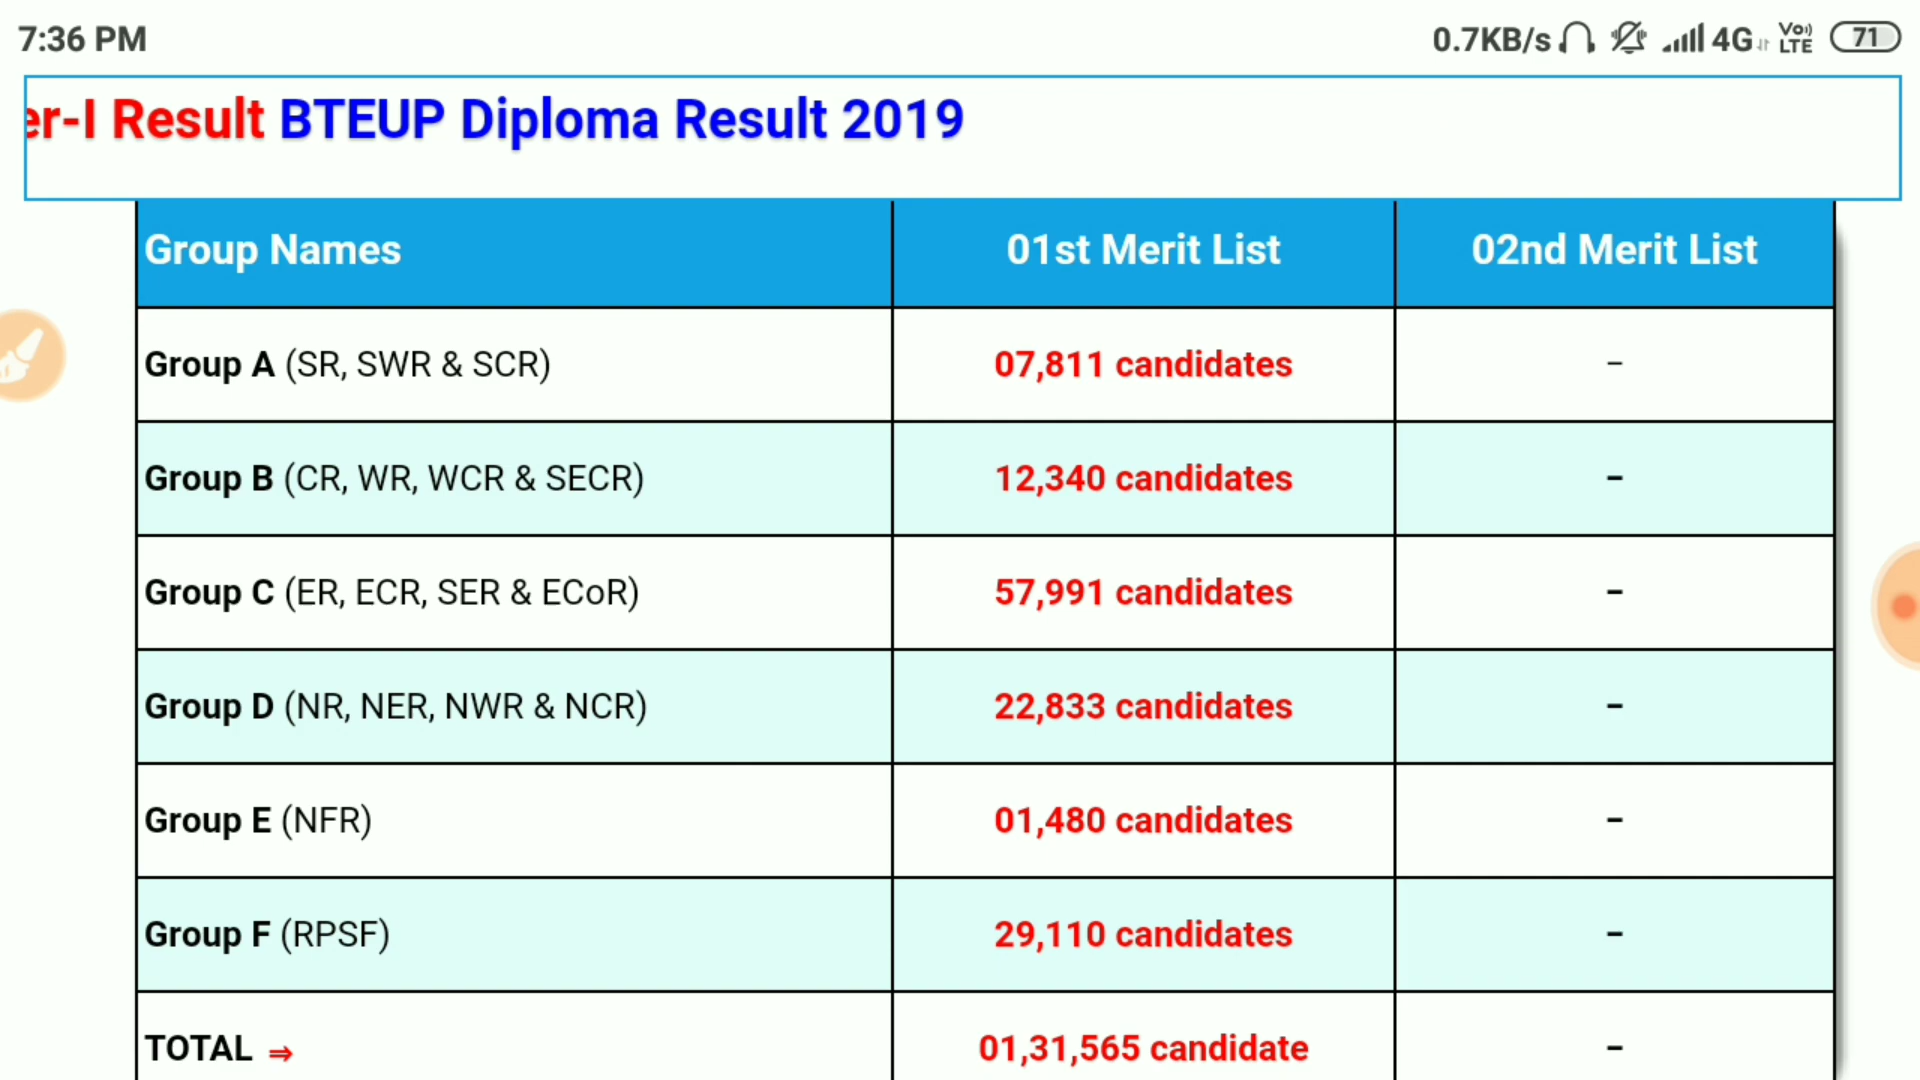 7:36 PM 0.7KB/s 4G VoLTE 71
er-I Result BTEUP Diploma Result 2019
Group Names 01st Merit List 02nd Merit List
Group A (SR, SWR & SCR) 07,811 candidates -
Group B (CR, WR, WCR & SECR) 12,340 candidates -
Group C (ER, ECR, SER & ECoR) 57,991 candidates -
Group D (NR, NER, NWR & NCR) 22,833 candidates -
Group E (NFR) 01,480 candidates -
Group F (RPSF) 29,110 candidates -
TOTAL ⇒ 01,31,565 candidate -